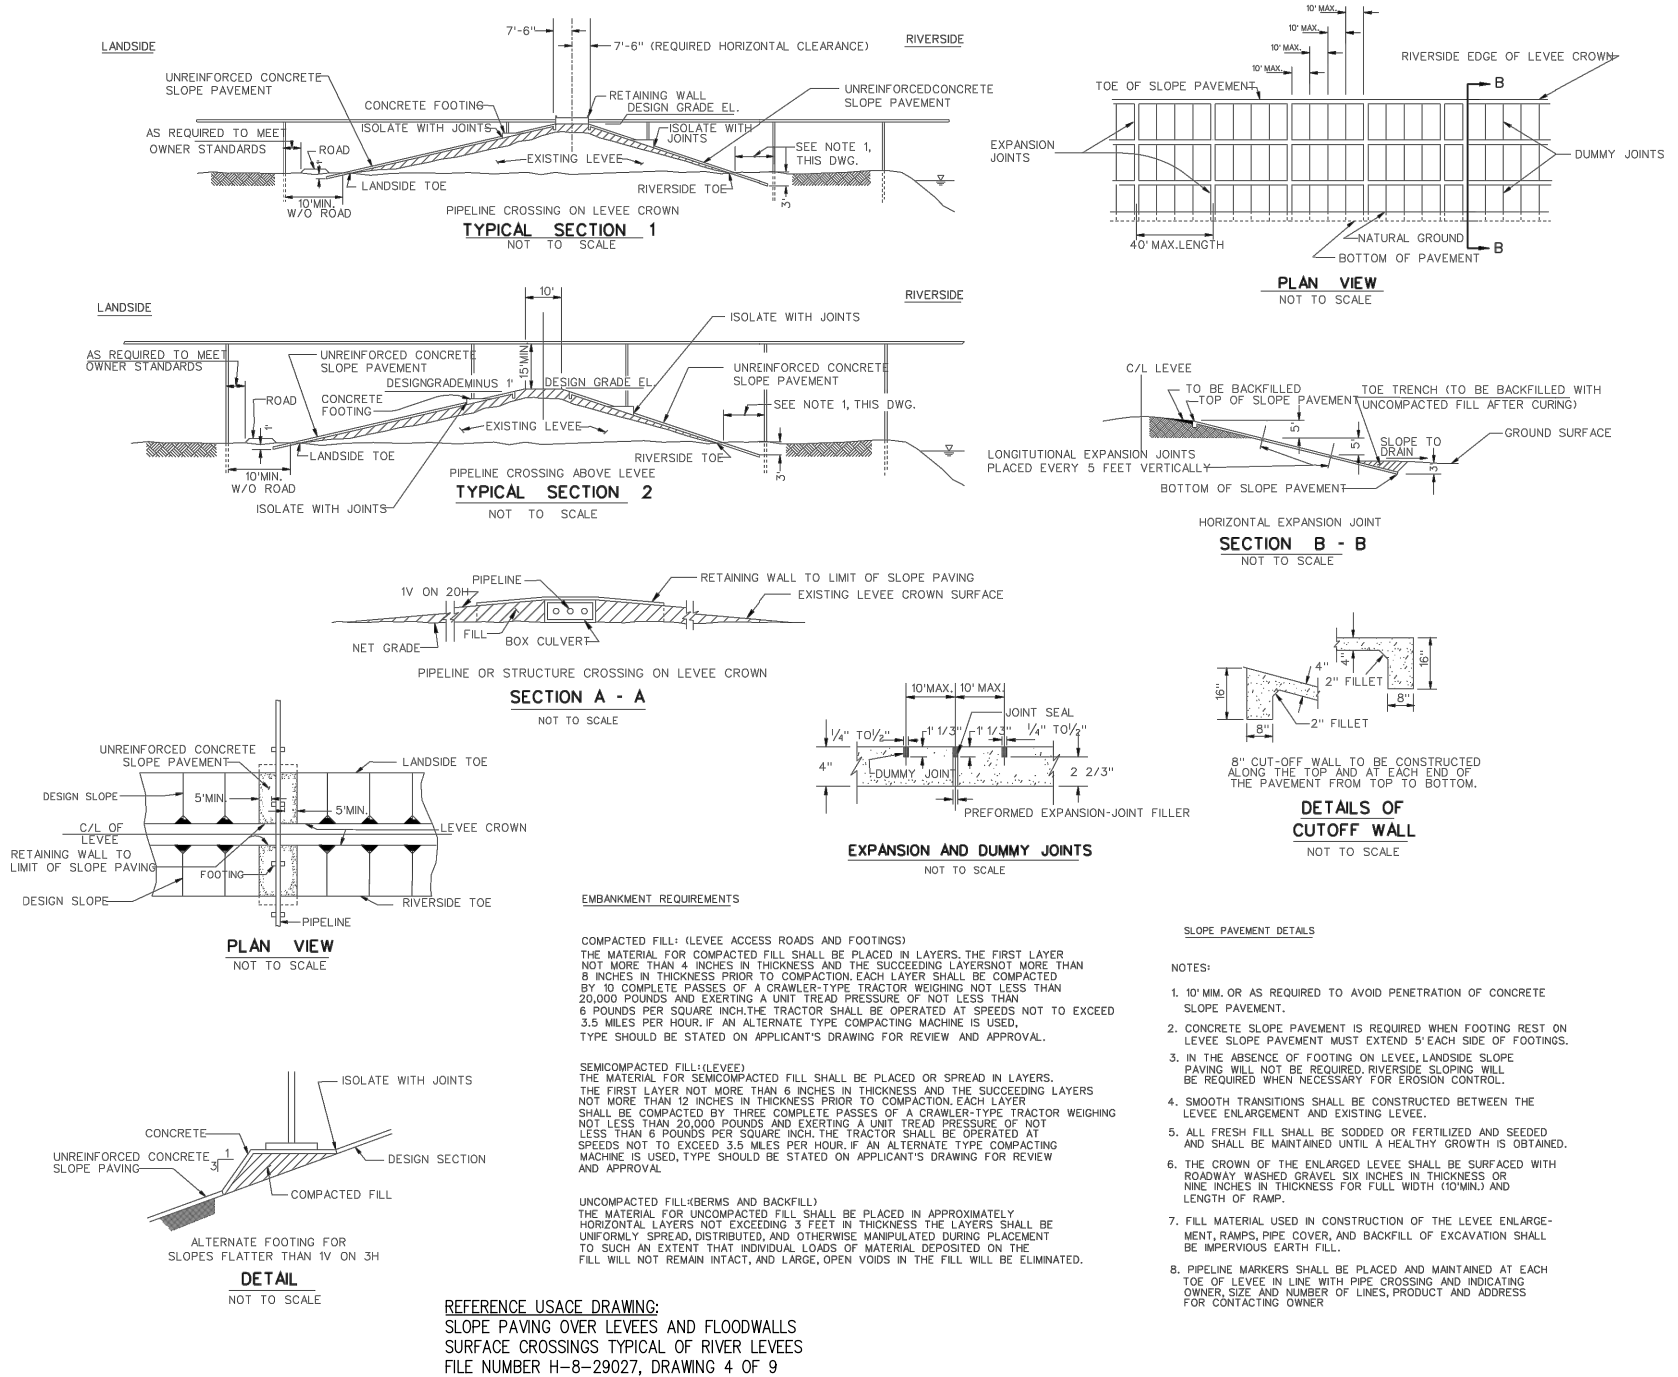 LANDSIDE
7'-6"
7'-6" (REQUIRED HORIZONTAL CLEARANCE)
RIVERSIDE
UNREINFORCED CONCRETE
SLOPE PAVEMENT
CONCRETE FOOTING
ISOLATE WITH JOINTS
RETAINING WALL
DESIGN GRADE EL.
UNREINFORCEDCONCRETE
SLOPE PAVEMENT
AS REQUIRED TO MEET
OWNER STANDARDS
ROAD
1'
ISOLATE WITH
JOINTS
SEE NOTE 1,
THIS DWG.
EXISTING LEVEE
LANDSIDE TOE
RIVERSIDE TOE
3'
10'MIN.
W/O ROAD
PIPELINE CROSSING ON LEVEE CROWN
TYPICAL SECTION 1
NOT TO SCALE
10' MAX.
10' MAX.
10' MAX.
10' MAX.
RIVERSIDE EDGE OF LEVEE CROWN
TOE OF SLOPE PAVEMENT
B
EXPANSION
JOINTS
DUMMY JOINTS
40' MAX.LENGTH
NATURAL GROUND
B
BOTTOM OF PAVEMENT
PLAN VIEW
NOT TO SCALE
LANDSIDE
10'
RIVERSIDE
ISOLATE WITH JOINTS
AS REQUIRED TO MEET
OWNER STANDARDS
UNREINFORCED CONCRETE
SLOPE PAVEMENT
15'MIN.
UNREINFORCED CONCRETE
SLOPE PAVEMENT
DESIGNGRADEMINUS 1'
DESIGN GRADE EL.
ROAD
CONCRETE
FOOTING
SEE NOTE 1, THIS DWG.
1'
EXISTING LEVEE
LANDSIDE TOE
RIVERSIDE TOE
3'
10'MIN.
W/O ROAD
PIPELINE CROSSING ABOVE LEVEE
TYPICAL SECTION 2
NOT TO SCALE
ISOLATE WITH JOINTS
C/L LEVEE
TO BE BACKFILLED
TOP OF SLOPE PAVEMENT
TOE TRENCH (TO BE BACKFILLED WITH
UNCOMPACTED FILL AFTER CURING)
5'
5'
SLOPE TO
DRAIN
GROUND SURFACE
LONGITUTIONAL EXPANSION JOINTS
PLACED EVERY 5 FEET VERTICALLY
3'
BOTTOM OF SLOPE PAVEMENT
HORIZONTAL EXPANSION JOINT
SECTION B - B
NOT TO SCALE
PIPELINE
RETAINING WALL TO LIMIT OF SLOPE PAVING
1V ON 20H
EXISTING LEVEE CROWN SURFACE
NET GRADE
FILL
BOX CULVERT
PIPELINE OR STRUCTURE CROSSING ON LEVEE CROWN
SECTION A - A
NOT TO SCALE
4"
16"
2" FILLET
8"
4"
16"
2" FILLET
8"
8" CUT-OFF WALL TO BE CONSTRUCTED
ALONG THE TOP AND AT EACH END OF
THE PAVEMENT FROM TOP TO BOTTOM.
DETAILS OF
CUTOFF WALL
NOT TO SCALE
10'MAX.
10' MAX.
JOINT SEAL
1/4" TO1/2"
1' 1/3"
1' 1/3"
1/4" TO1/2"
4"
DUMMY JOINT
2 2/3"
PREFORMED EXPANSION-JOINT FILLER
EXPANSION AND DUMMY JOINTS
NOT TO SCALE
UNREINFORCED CONCRETE
SLOPE PAVEMENT
LANDSIDE TOE
DESIGN SLOPE
5'MIN.
5'MIN.
C/L OF
LEVEE
LEVEE CROWN
RETAINING WALL TO
LIMIT OF SLOPE PAVING
FOOTING
DESIGN SLOPE
RIVERSIDE TOE
PIPELINE
PLAN VIEW
NOT TO SCALE
EMBANKMENT REQUIREMENTS
COMPACTED FILL: (LEVEE ACCESS ROADS AND FOOTINGS)
THE MATERIAL FOR COMPACTED FILL SHALL BE PLACED IN LAYERS. THE FIRST LAYER
NOT MORE THAN 4 INCHES IN THICKNESS AND THE SUCCEEDING LAYERSNOT MORE THAN
8 INCHES IN THICKNESS PRIOR TO COMPACTION. EACH LAYER SHALL BE COMPACTED
BY 10 COMPLETE PASSES OF A CRAWLER-TYPE TRACTOR WEIGHING NOT LESS THAN
20,000 POUNDS AND EXERTING A UNIT TREAD PRESSURE OF NOT LESS THAN
6 POUNDS PER SQUARE INCH.THE TRACTOR SHALL BE OPERATED AT SPEEDS NOT TO EXCEED
3.5 MILES PER HOUR. IF AN ALTERNATE TYPE COMPACTING MACHINE IS USED,
TYPE SHOULD BE STATED ON APPLICANT'S DRAWING FOR REVIEW AND APPROVAL.
SEMICOMPACTED FILL:(LEVEE)
THE MATERIAL FOR SEMICOMPACTED FILL SHALL BE PLACED OR SPREAD IN LAYERS.
THE FIRST LAYER NOT MORE THAN 6 INCHES IN THICKNESS AND THE SUCCEEDING LAYERS
NOT MORE THAN 12 INCHES IN THICKNESS PRIOR TO COMPACTION. EACH LAYER
SHALL BE COMPACTED BY THREE COMPLETE PASSES OF A CRAWLER-TYPE TRACTOR WEIGHING
NOT LESS THAN 20,000 POUNDS AND EXERTING A UNIT TREAD PRESSURE OF NOT
LESS THAN 6 POUNDS PER SQUARE INCH. THE TRACTOR SHALL BE OPERATED AT
SPEEDS NOT TO EXCEED 3.5 MILES PER HOUR. IF AN ALTERNATE TYPE COMPACTING
MACHINE IS USED, TYPE SHOULD BE STATED ON APPLICANT'S DRAWING FOR REVIEW
AND APPROVAL
UNCOMPACTED FILL:(BERMS AND BACKFILL)
THE MATERIAL FOR UNCOMPACTED FILL SHALL BE PLACED IN APPROXIMATELY
HORIZONTAL LAYERS NOT EXCEEDING 3 FEET IN THICKNESS THE LAYERS SHALL BE
UNIFORMLY SPREAD, DISTRIBUTED, AND OTHERWISE MANIPULATED DURING PLACEMENT
TO SUCH AN EXTENT THAT INDIVIDUAL LOADS OF MATERIAL DEPOSITED ON THE
FILL WILL NOT REMAIN INTACT, AND LARGE, OPEN VOIDS IN THE FILL WILL BE ELIMINATED.
SLOPE PAVEMENT DETAILS
NOTES:
1. 10' MIM. OR AS REQUIRED TO AVOID PENETRATION OF CONCRETE
SLOPE PAVEMENT.
2. CONCRETE SLOPE PAVEMENT IS REQUIRED WHEN FOOTING REST ON
LEVEE SLOPE PAVEMENT MUST EXTEND 5' EACH SIDE OF FOOTINGS.
3. IN THE ABSENCE OF FOOTING ON LEVEE, LANDSIDE SLOPE
PAVING WILL NOT BE REQUIRED. RIVERSIDE SLOPING WILL
BE REQUIRED WHEN NECESSARY FOR EROSION CONTROL.
4. SMOOTH TRANSITIONS SHALL BE CONSTRUCTED BETWEEN THE
LEVEE ENLARGEMENT AND EXISTING LEVEE.
5. ALL FRESH FILL SHALL BE SODDED OR FERTILIZED AND SEEDED
AND SHALL BE MAINTAINED UNTIL A HEALTHY GROWTH IS OBTAINED.
6. THE CROWN OF THE ENLARGED LEVEE SHALL BE SURFACED WITH
ROADWAY WASHED GRAVEL SIX INCHES IN THICKNESS OR
NINE INCHES IN THICKNESS FOR FULL WIDTH (10'MIN.) AND
LENGTH OF RAMP.
7. FILL MATERIAL USED IN CONSTRUCTION OF THE LEVEE ENLARGE-
MENT, RAMPS, PIPE COVER, AND BACKFILL OF EXCAVATION SHALL
BE IMPERVIOUS EARTH FILL.
8. PIPELINE MARKERS SHALL BE PLACED AND MAINTAINED AT EACH
TOE OF LEVEE IN LINE WITH PIPE CROSSING AND INDICATING
OWNER, SIZE AND NUMBER OF LINES, PRODUCT AND ADDRESS
FOR CONTACTING OWNER
ISOLATE WITH JOINTS
CONCRETE
UNREINFORCED CONCRETE
SLOPE PAVING
1
3
DESIGN SECTION
COMPACTED FILL
ALTERNATE FOOTING FOR
SLOPES FLATTER THAN 1V ON 3H
DETAIL
NOT TO SCALE
REFERENCE USACE DRAWING:
SLOPE PAVING OVER LEVEES AND FLOODWALLS
SURFACE CROSSINGS TYPICAL OF RIVER LEVEES
FILE NUMBER H-8-29027, DRAWING 4 OF 9